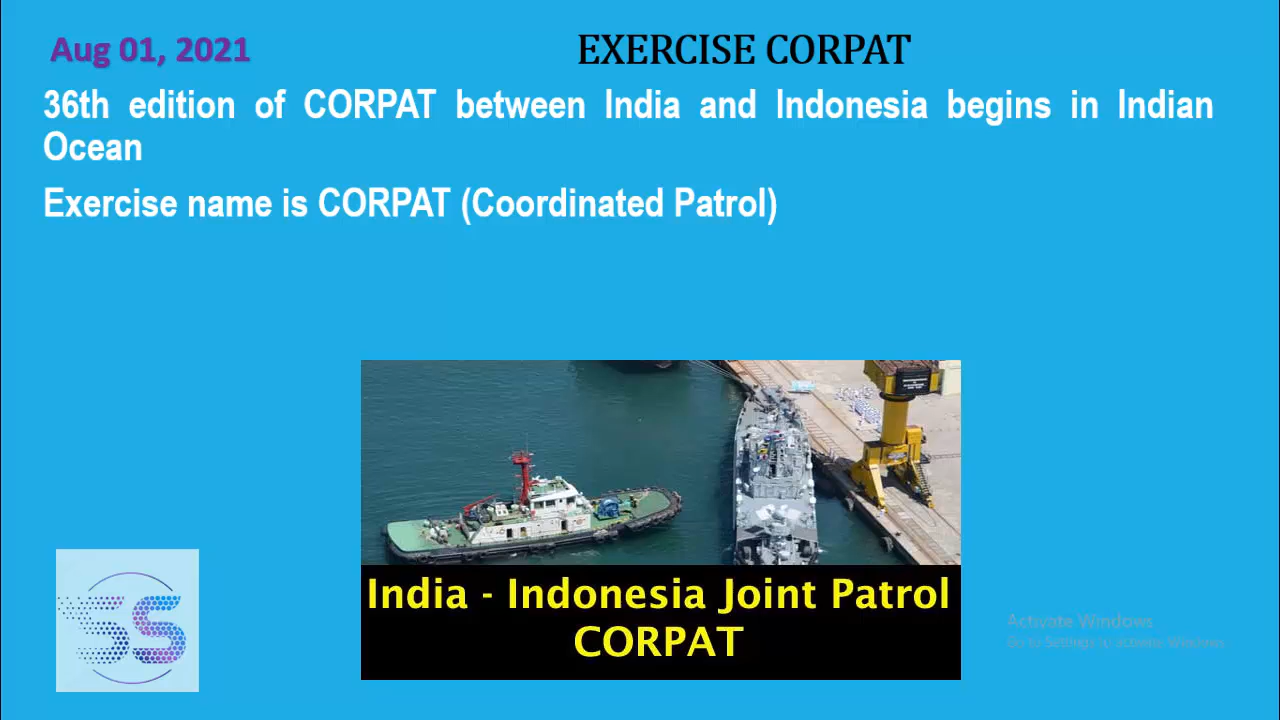 Aug 01, 2021
EXERCISE CORPAT
36th edition of CORPAT between India and Indonesia begins in Indian
Ocean
Exercise name is CORPAT (Coordinated Patrol)
India - Indonesia Joint Patrol
CORPAT
SS
Activate Windows
Go to Settings to activate Windows.